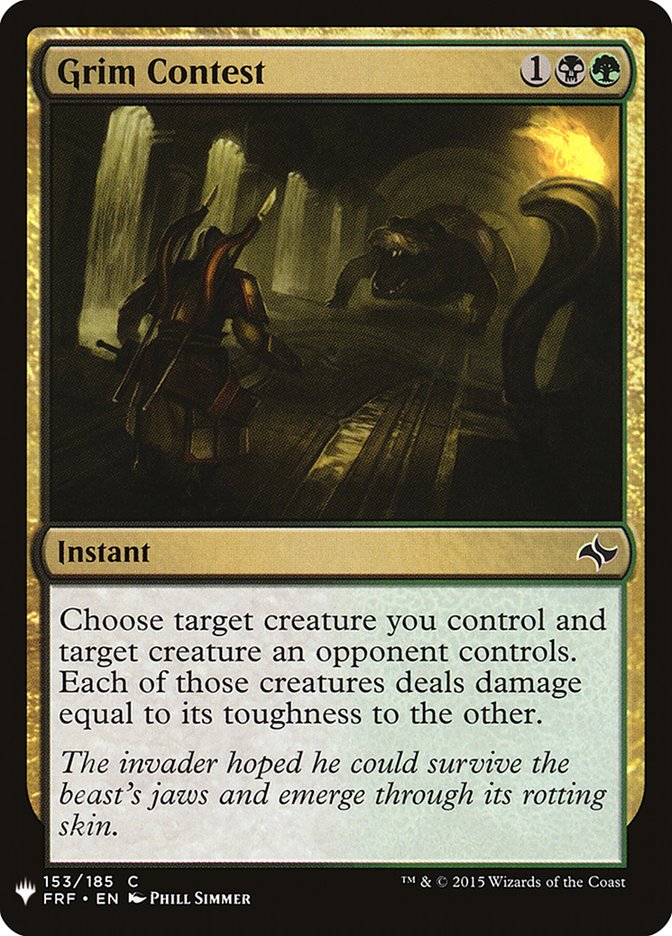 Grim Contest 1
Instant
Choose target creature you control and
target creature an opponent controls.
Each of those creatures deals damage
equal to its toughness to the other.
The invader hoped he could survive the
beast's jaws and emerge through its rotting
skin.
153/185 C
FRF • EN Phill Simmer
™ & © 2015 Wizards of the Coast